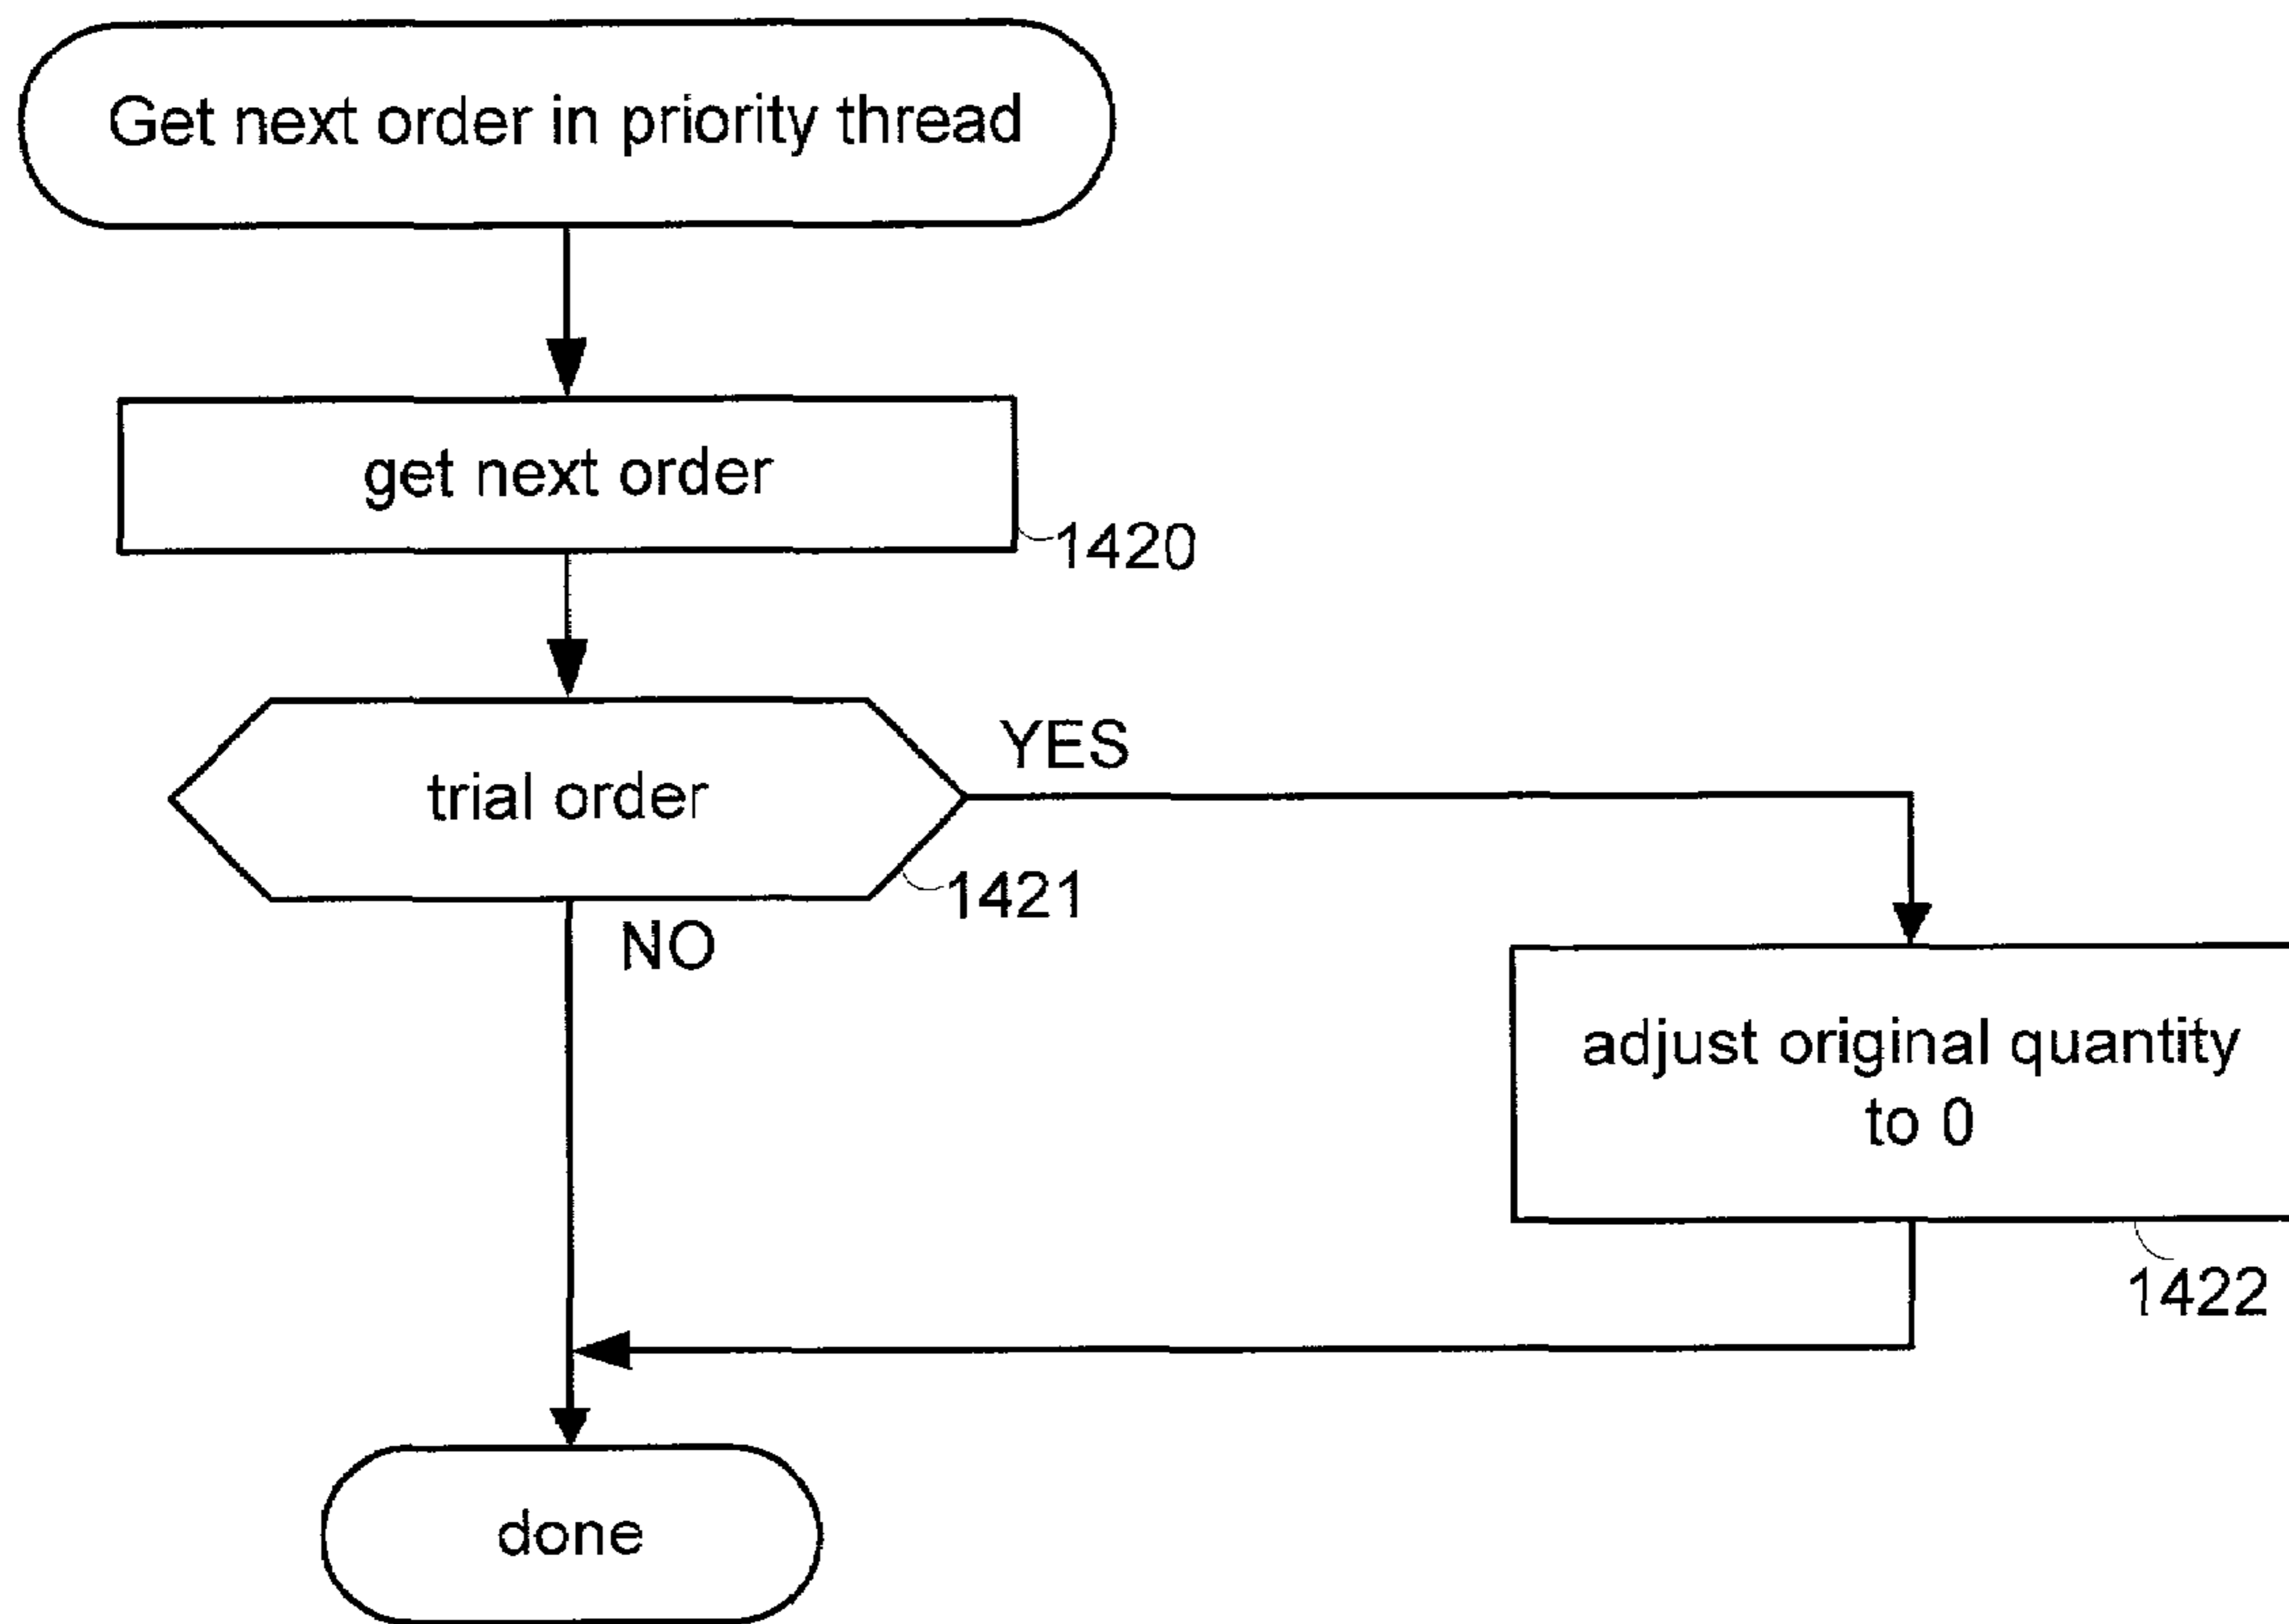 Get next order in priority thread
get next order
1420
trial order
YES
1421
NO
adjust original quantity
to 0
1422
done